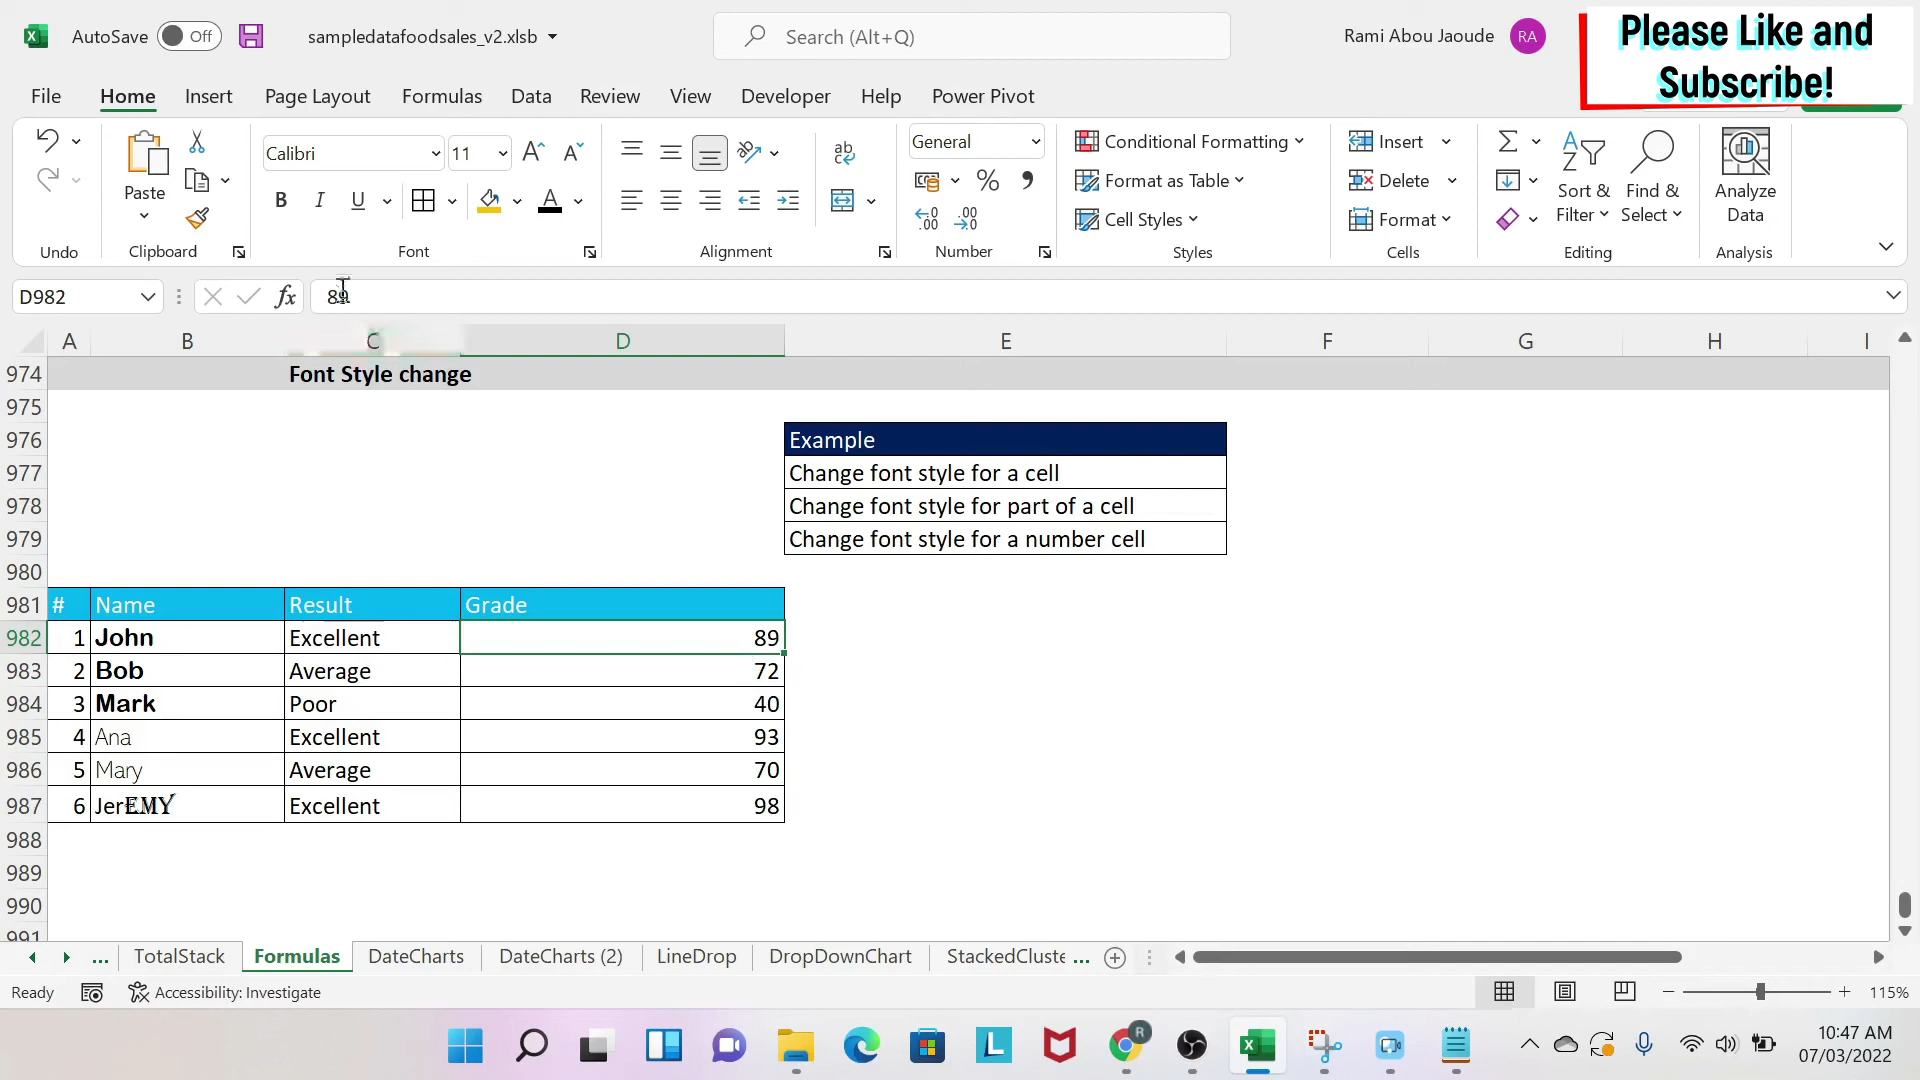 AutoSave Off sampledatafoodsales_v2.xlsb Search (Alt+Q) Rami Abou Jaoude RA
Please Like and
Subscribe!
File Home Insert Page Layout Formulas Data Review View Developer Help Power Pivot
Calibri 11 General Conditional Formatting Insert
Paste B I U Format as Table Delete Sort & Filter Find & Select Analyze Data
Cell Styles Format
Undo Clipboard Font Alignment Number Styles Cells Editing Analysis
D982 fx 89
A B C D E F G H I
974 Font Style change
975
976 Example
977 Change font style for a cell
978 Change font style for part of a cell
979 Change font style for a number cell
980
981 # Name Result Grade
982 1 John Excellent 89
983 2 Bob Average 72
984 3 Mark Poor 40
985 4 Ana Excellent 93
986 5 Mary Average 70
987 6 JerEMY Excellent 98
988
989
990
991
... TotalStack Formulas DateCharts DateCharts (2) LineDrop DropDownChart StackedCluste ...
Ready Accessibility: Investigate 115%
10:47 AM
07/03/2022